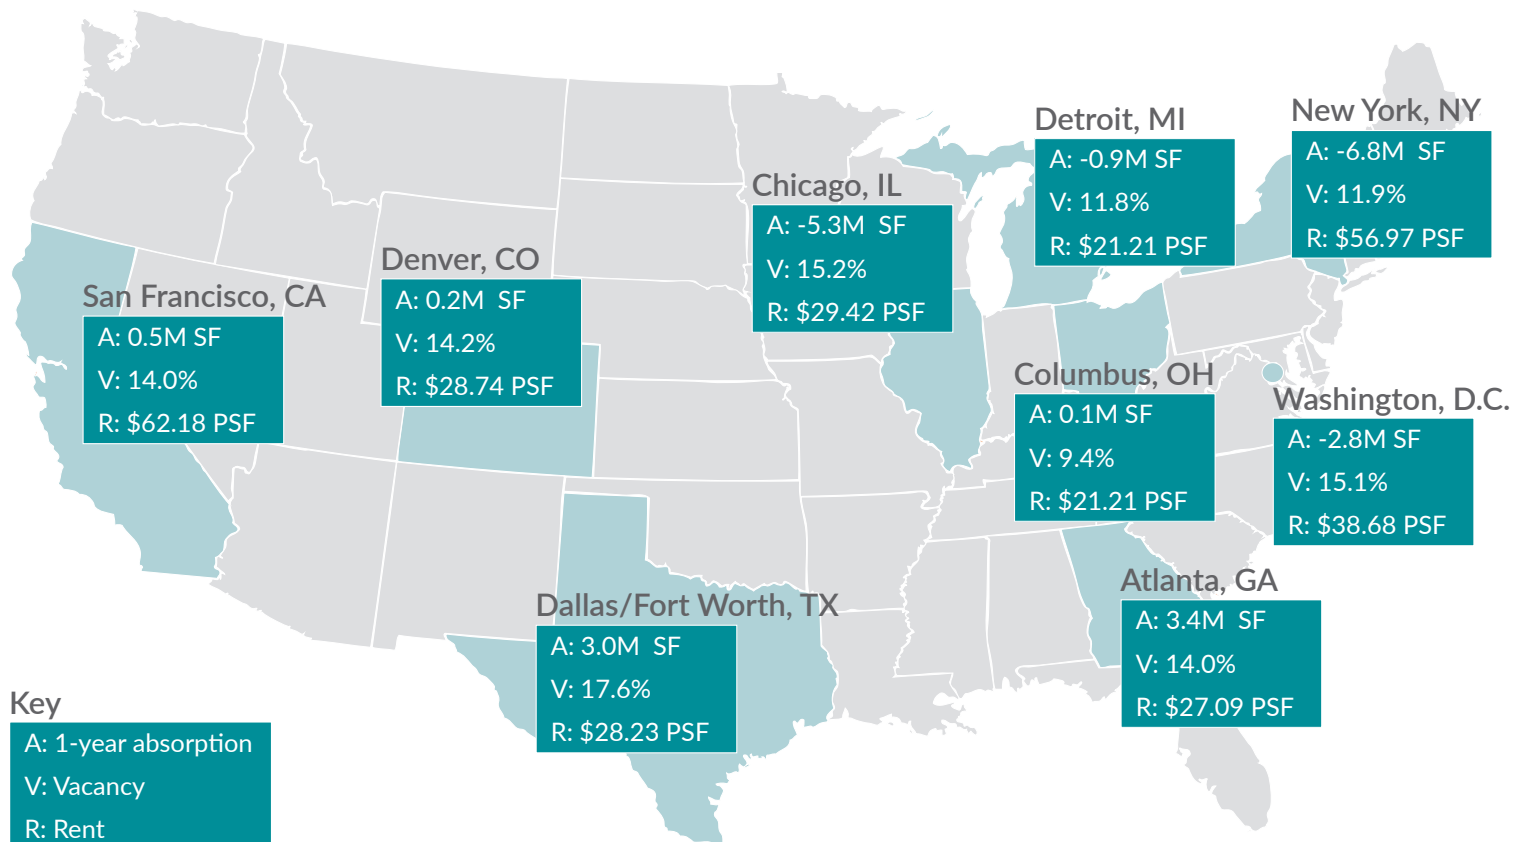 Detroit, MI
A: -0.9M SF
V: 11.8%
R: $21.21 PSF
New York, NY
A: -6.8M  SF
V: 11.9%
R: $56.97 PSF
Chicago, IL
A: -5.3M  SF
V: 15.2%
R: $29.42 PSF
Denver, CO
A: 0.2M  SF
V: 14.2%
R: $28.74 PSF
San Francisco, CA
A: 0.5M SF
V: 14.0%
R: $62.18 PSF
Columbus, OH
A: 0.1M SF
V: 9.4%
R: $21.21 PSF
Washington, D.C.
A: -2.8M SF
V: 15.1%
R: $38.68 PSF
Atlanta, GA
A: 3.4M  SF
V: 14.0%
R: $27.09 PSF
Dallas/Fort Worth, TX
A: 3.0M  SF
V: 17.6%
R: $28.23 PSF
Key
A: 1-year absorption
V: Vacancy
R: Rent